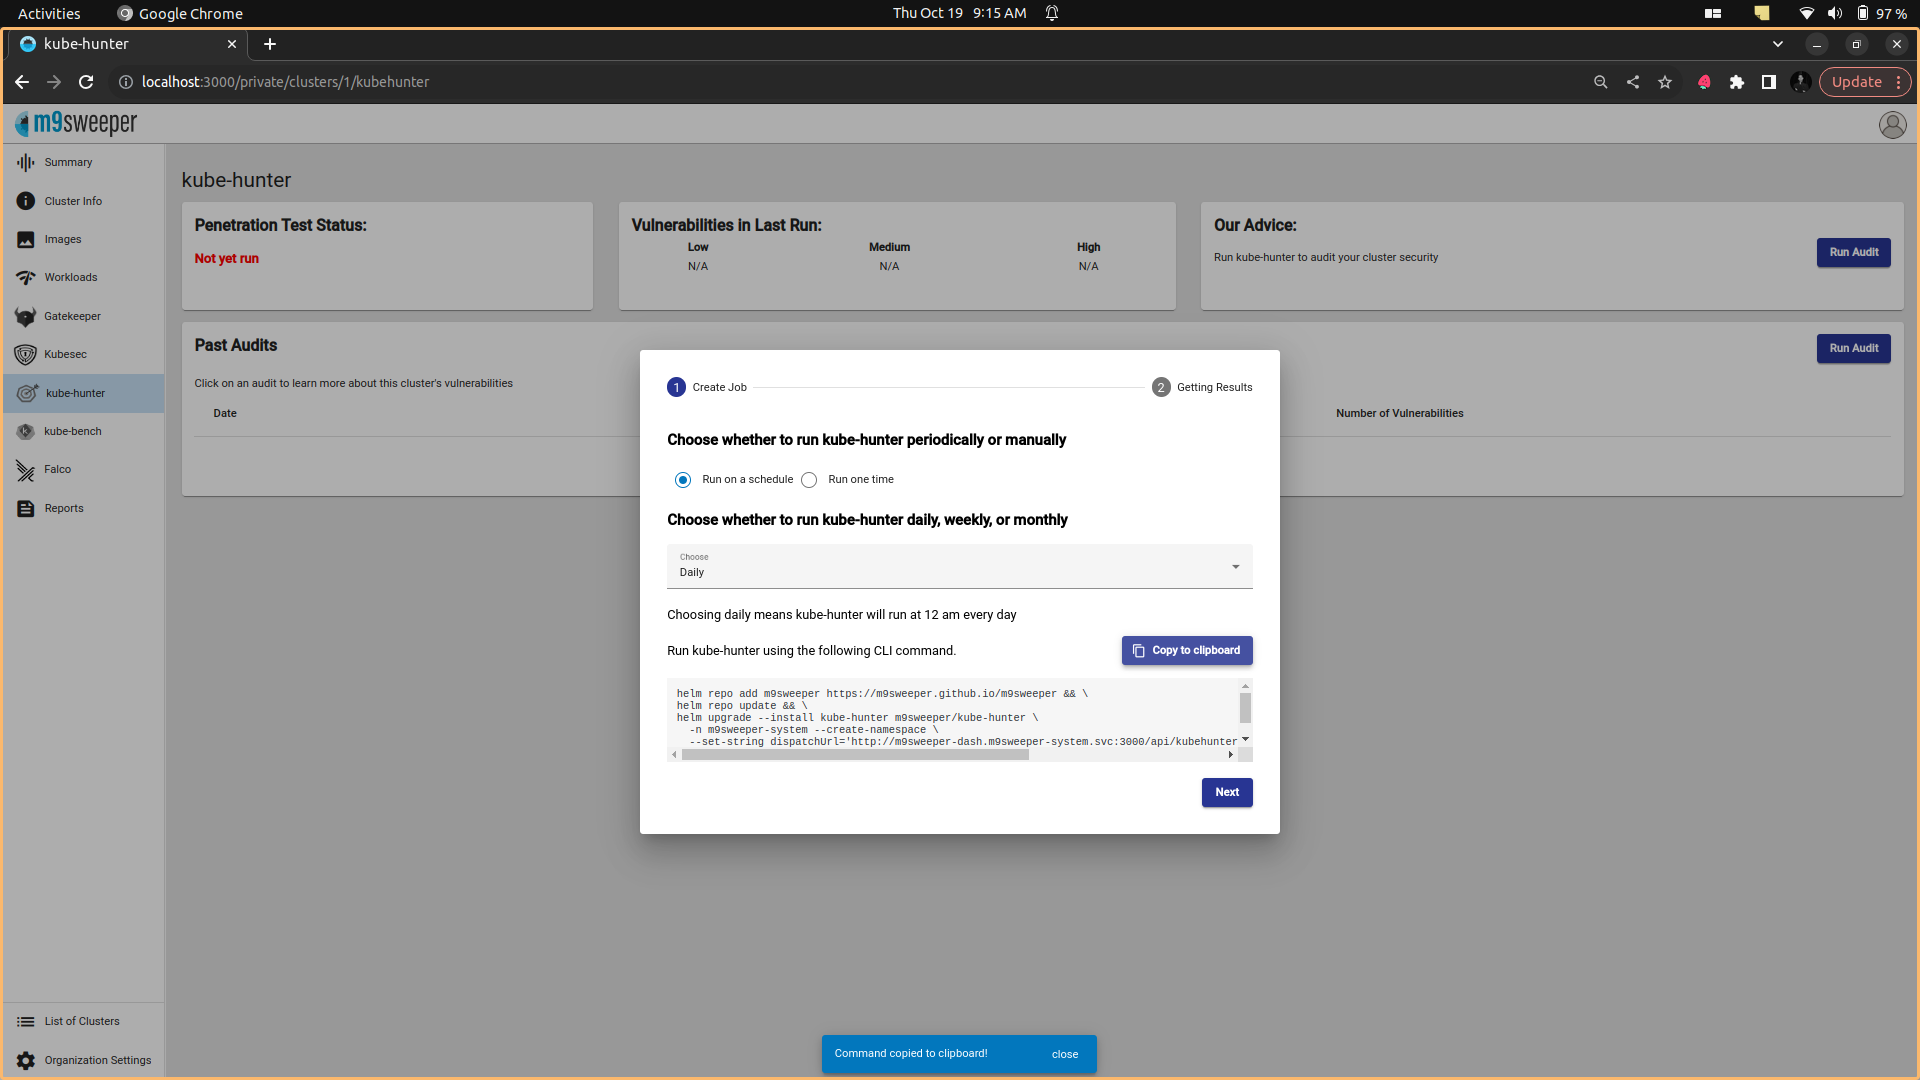 Activities
Google Chrome
Thu Oct 19 9:15 AM
97 %
kube-hunter
localhost:3000/private/clusters/1/kubehunter
Update
m9sweeper
Summary
Cluster Info
Images
Workloads
Gatekeeper
Kubesec
kube-hunter
kube-bench
Falco
Reports
List of Clusters
Organization Settings
kube-hunter
Penetration Test Status:
Not yet run
Vulnerabilities in Last Run:
Low Medium High
N/A N/A N/A
Our Advice:
Run kube-hunter to audit your cluster security
Run Audit
Past Audits
Run Audit
Click on an audit to learn more about this cluster's vulnerabilities
Date
Number of Vulnerabilities
1 Create Job
2 Getting Results
Choose whether to run kube-hunter periodically or manually
Run on a schedule
Run one time
Choose whether to run kube-hunter daily, weekly, or monthly
Choose
Daily
Choosing daily means kube-hunter will run at 12 am every day
Run kube-hunter using the following CLI command.
Copy to clipboard
helm repo add m9sweeper https://m9sweeper.github.io/m9sweeper && \
helm repo update && \
helm upgrade --install kube-hunter m9sweeper/kube-hunter \
-n m9sweeper-system --create-namespace \
--set-string dispatchUrl='http://m9sweeper-dash.m9sweeper-system.svc:3000/api/kubehunter
Next
Command copied to clipboard!
close